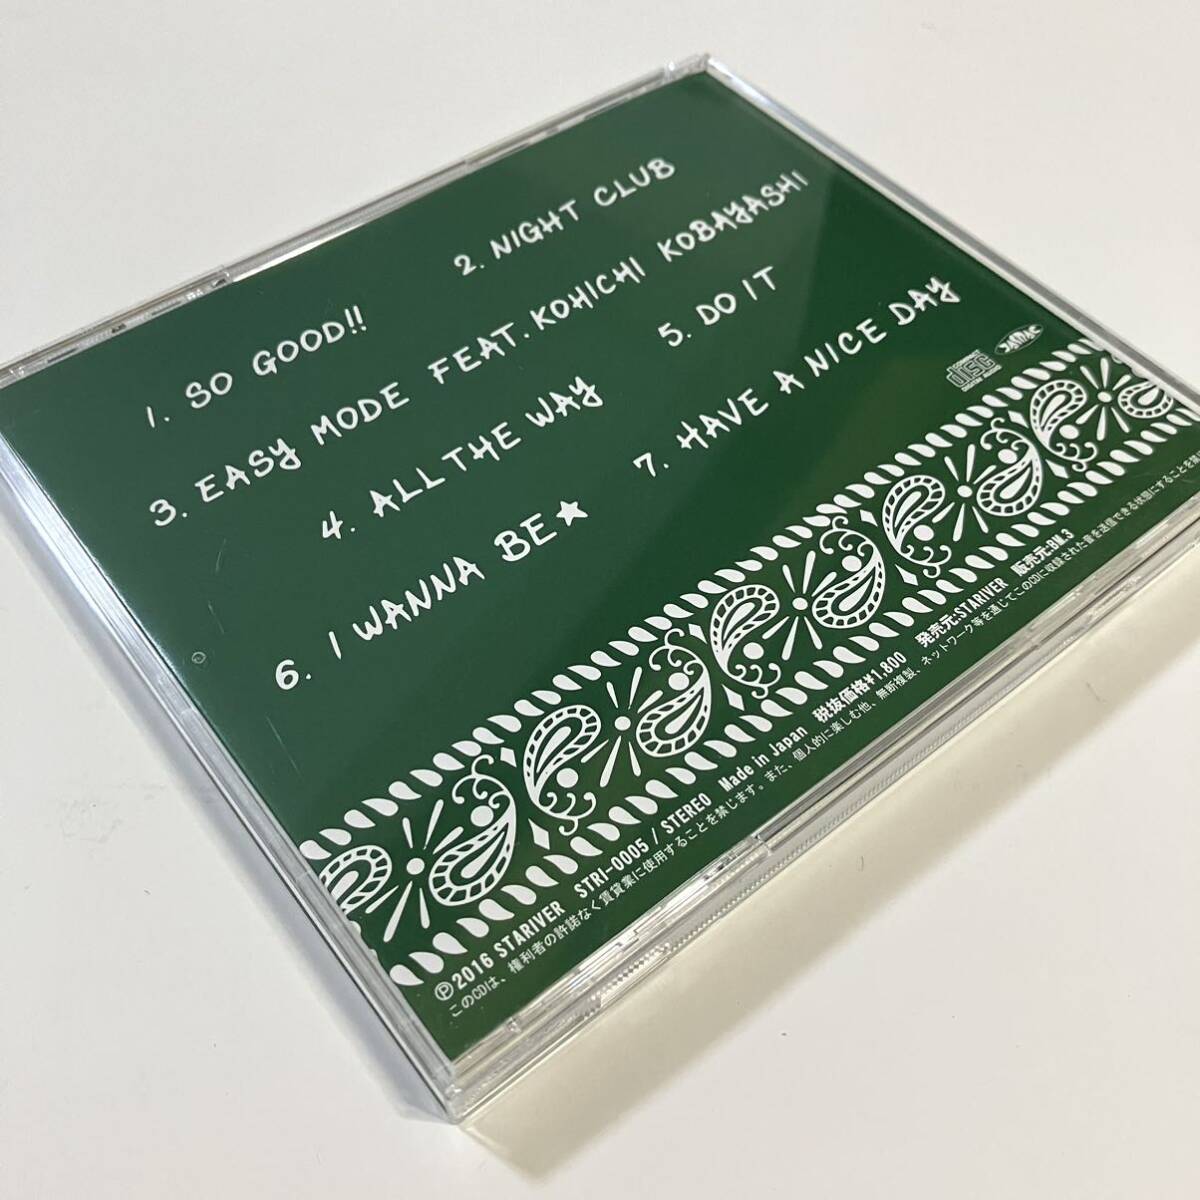 1. SO GOOD!!
2. NIGHT CLUB
3. EASY MODE FEAT. KOHICHI KOBAYASHI
4. ALL THE WAY
5. DO IT
6. I WANNA BE★
7. HAVE A NICE DAY
COMPACT
disc
DIGITAL AUDIO
JASRAC
Ⓟ2016 STARIVER STRI-0005 / STEREO Made in Japan 税抜価格¥1,800 発売元:STARIVER 販売元:BM.3
このCDは、権利者の許諾なく賃貸業に使用することを禁じます。また、個人的に楽しむ他、無断複製、ネットワーク等を通じてこのCDに収録された音を送信できる状態にすることを